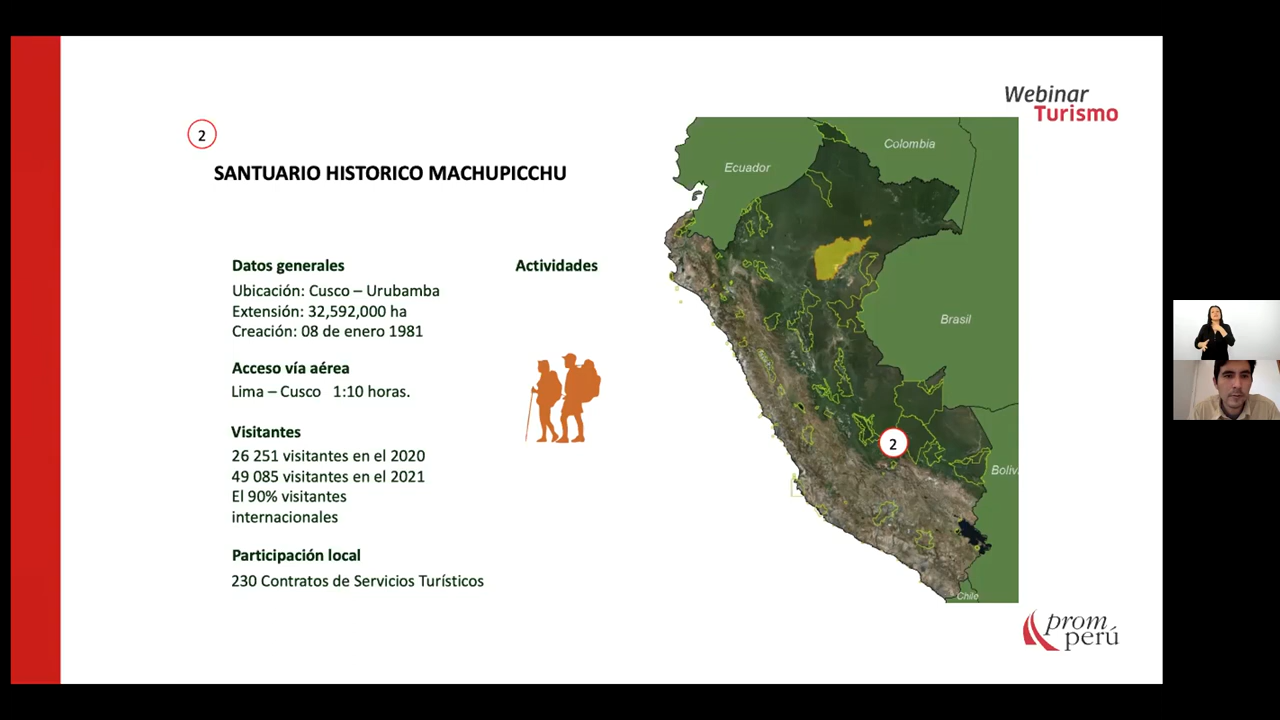 Webinar
Turismo
2
SANTUARIO HISTORICO MACHUPICCHU
Datos generales
Ubicación: Cusco – Urubamba
Extensión: 32,592,000 ha
Creación: 08 de enero 1981
Acceso vía aérea
Lima – Cusco 1:10 horas.
Visitantes
26 251 visitantes en el 2020
49 085 visitantes en el 2021
El 90% visitantes
internacionales
Participación local
230 Contratos de Servicios Turísticos
Actividades
Ecuador
Colombia
Brasil
2
Boliv
Chile
prom
perú